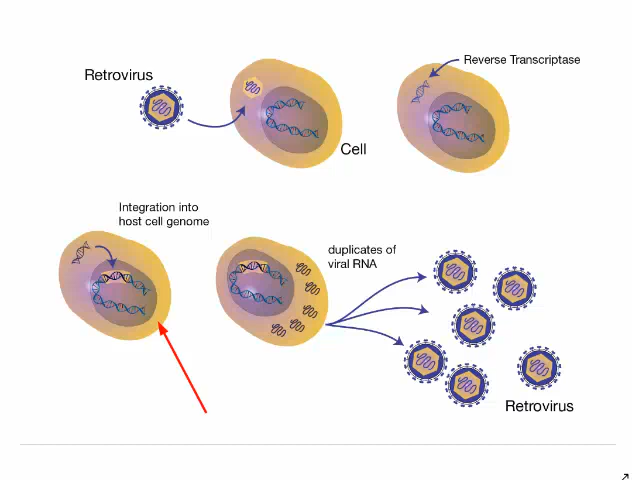 Retrovirus
Reverse Transcriptase
Cell
Integration into
host cell genome
duplicates of
viral RNA
Retrovirus